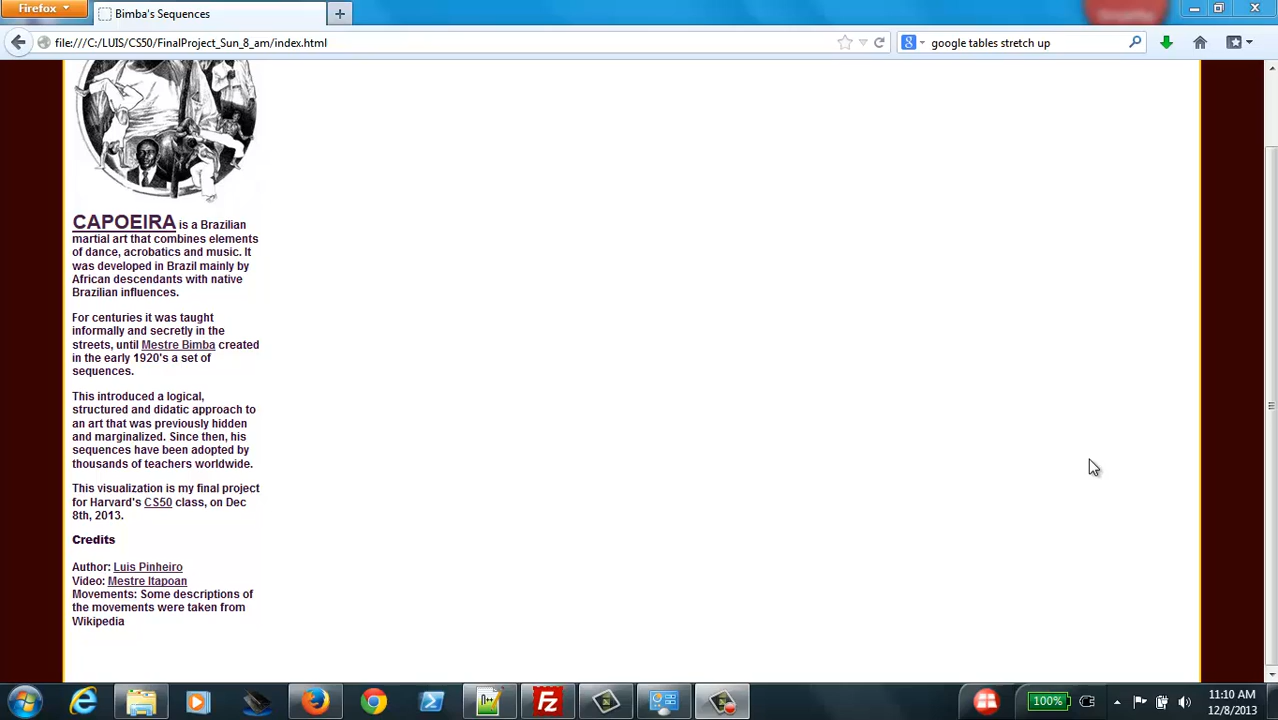 Firefox
Bimba's Sequences
file:///C:/LUIS/CS50/FinalProject_Sun_8_am/index.html
google tables stretch up
CAPOEIRA is a Brazilian
martial art that combines elements
of dance, acrobatics and music. It
was developed in Brazil mainly by
African descendants with native
Brazilian influences.
For centuries it was taught
informally and secretly in the
streets, until Mestre Bimba created
in the early 1920's a set of
sequences.
This introduced a logical,
structured and didatic approach to
an art that was previously hidden
and marginalized. Since then, his
sequences have been adopted by
thousands of teachers worldwide.
This visualization is my final project
for Harvard's CS50 class, on Dec
8th, 2013.
Credits
Author: Luis Pinheiro
Video: Mestre Itapoan
Movements: Some descriptions of
the movements were taken from
Wikipedia
100%
11:10 AM
12/8/2013